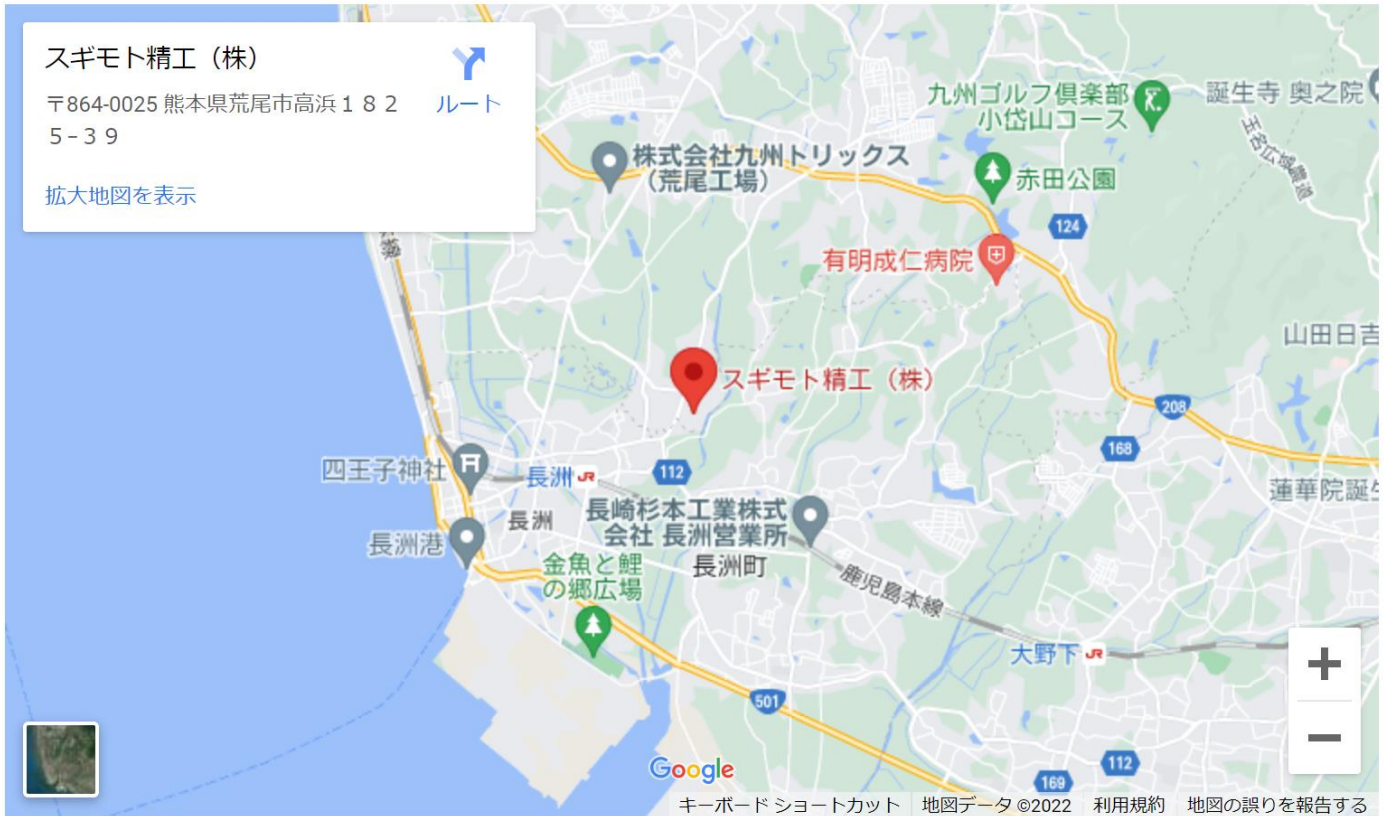 スギモト精工（株）
〒864-0025 熊本県荒尾市高浜１８２
５−３９
ルート
拡大地図を表示
九州ゴルフ倶楽部
小岱山コース
誕生寺 奥之院
玉名広域農道
株式会社九州トリックス
（荒尾工場）
赤田公園
124
有明成仁病院
山田日吉
スギモト精工（株）
208
168
四王子神社
長洲
JR
112
蓮華院誕生
長崎杉本工業株式
会社 長洲営業所
長洲
長洲港
金魚と鯉
の郷広場
長洲町
鹿児島本線
大野下
JR
501
112
169
Google
キーボード ショートカット
地図データ ©2022
利用規約
地図の誤りを報告する